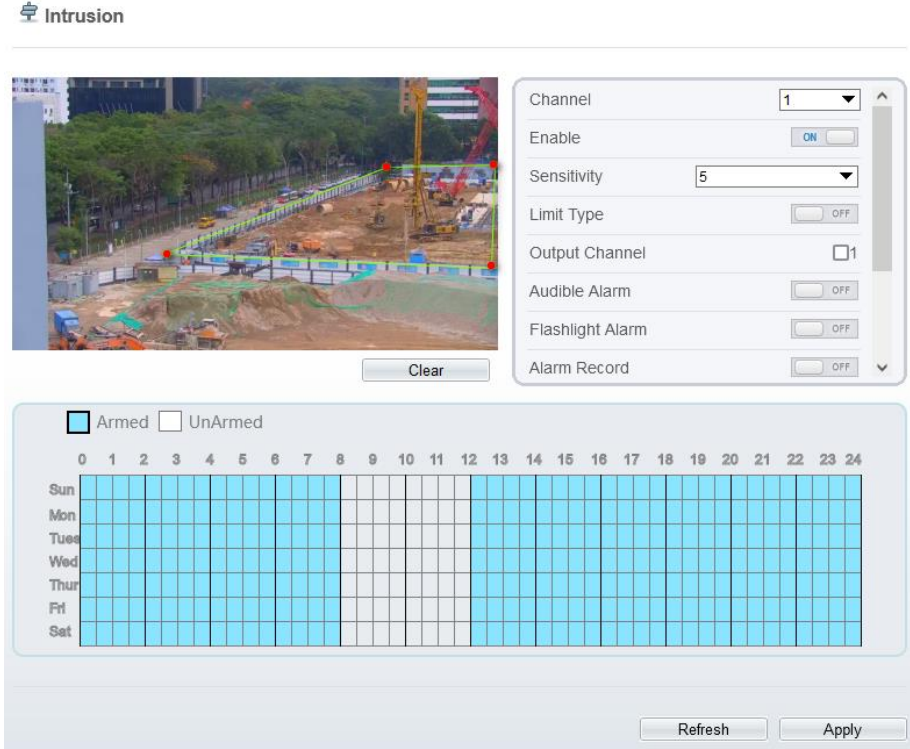 Intrusion
Channel 1
Enable ON
Sensitivity 5
Limit Type OFF
Output Channel 1
Audible Alarm OFF
Flashlight Alarm OFF
Alarm Record OFF
Clear
Armed UnArmed
0 1 2 3 4 5 6 7 8 9 10 11 12 13 14 15 16 17 18 19 20 21 22 23 24
Sun
Mon
Tues
Wed
Thur
Fri
Sat
Refresh Apply